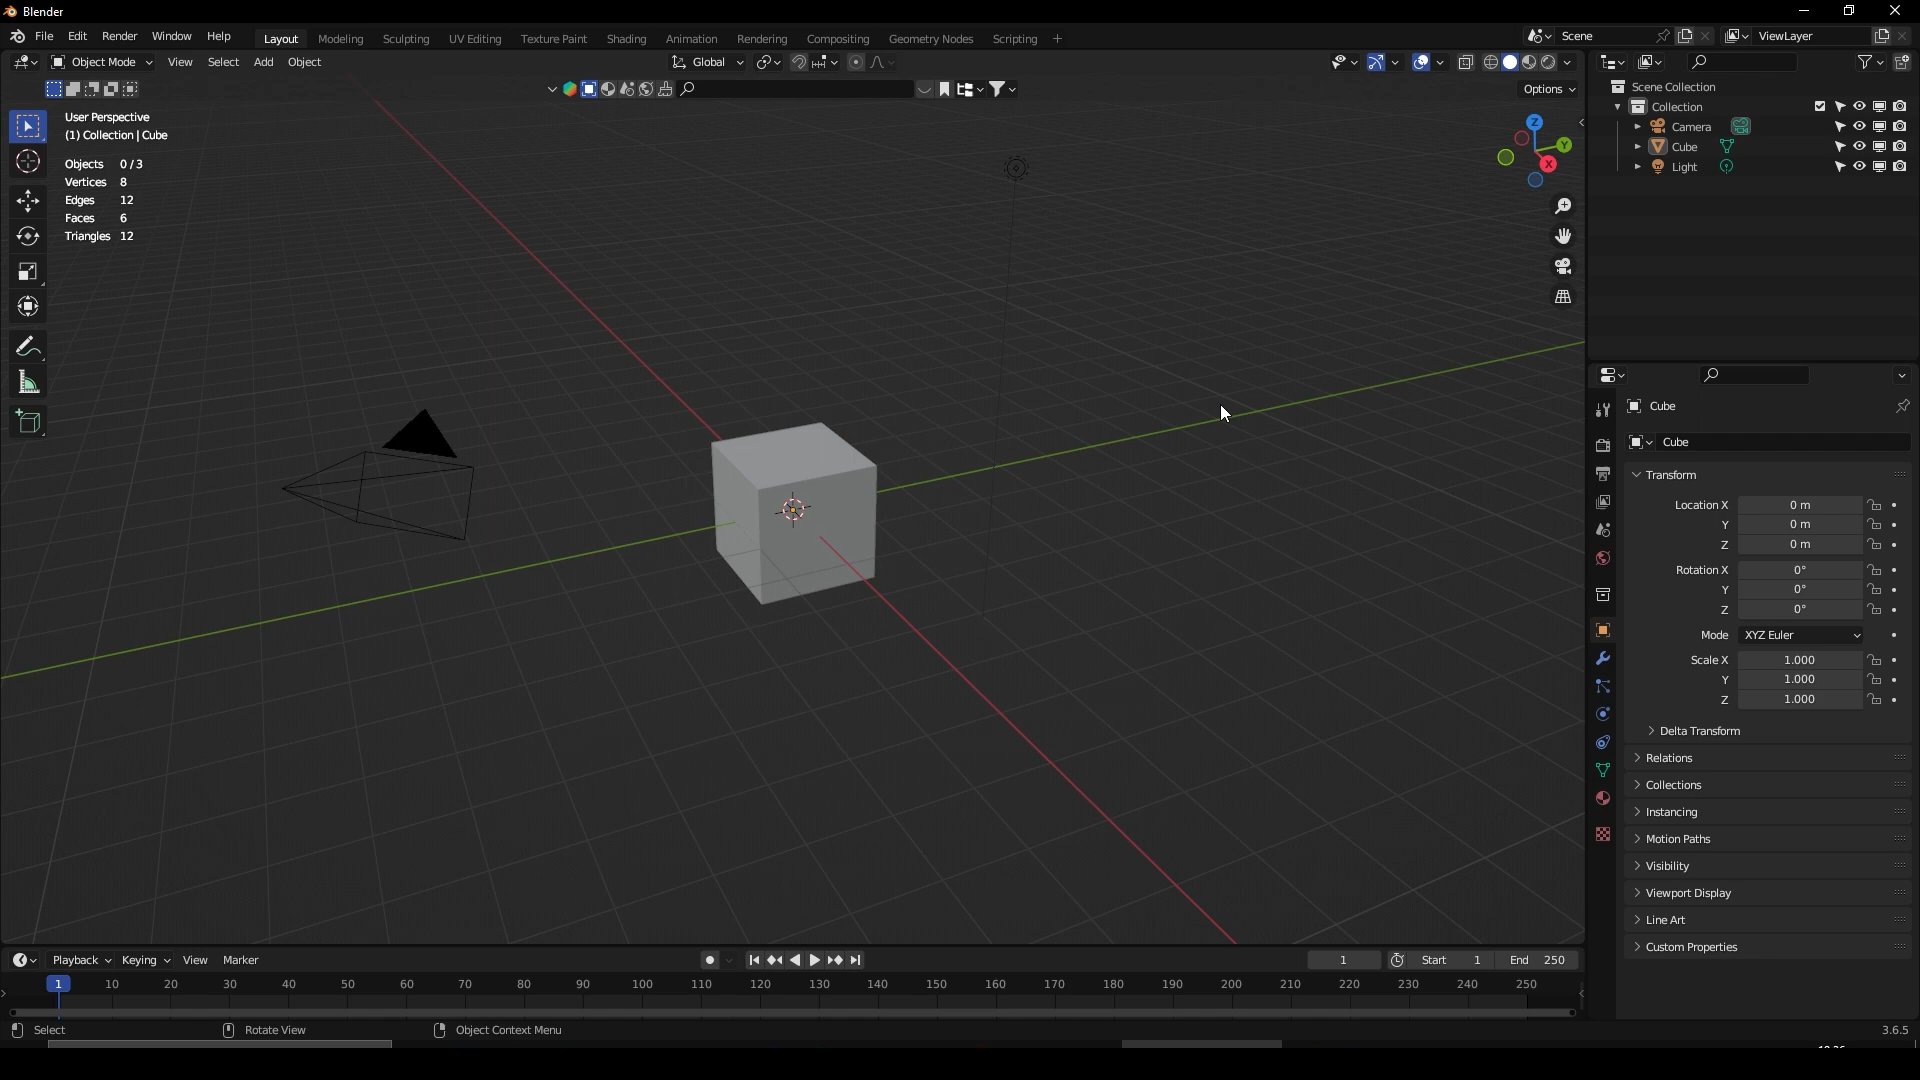 Blender
File Edit Render Window Help Layout Modeling Sculpting UV Editing Texture Paint Shading Animation Rendering Compositing Geometry Nodes Scripting + Scene ViewLayer
Object Mode View Select Add Object Global
Options
User Perspective
(1) Collection | Cube
Objects 0/3
Vertices 8
Edges 12
Faces 6
Triangles 12
Z
Y
X
Scene Collection
Collection
Camera
Cube
Light
Cube
Cube
Transform
Location X 0 m
Y 0 m
Z 0 m
Rotation X 0°
Y 0°
Z 0°
Mode XYZ Euler
Scale X 1.000
Y 1.000
Z 1.000
Delta Transform
Relations
Collections
Instancing
Motion Paths
Visibility
Viewport Display
Line Art
Custom Properties
Playback Keying View Marker 1 Start 1 End 250
1 10 20 30 40 50 60 70 80 90 100 110 120 130 140 150 160 170 180 190 200 210 220 230 240 250
Select Rotate View Object Context Menu 3.6.5